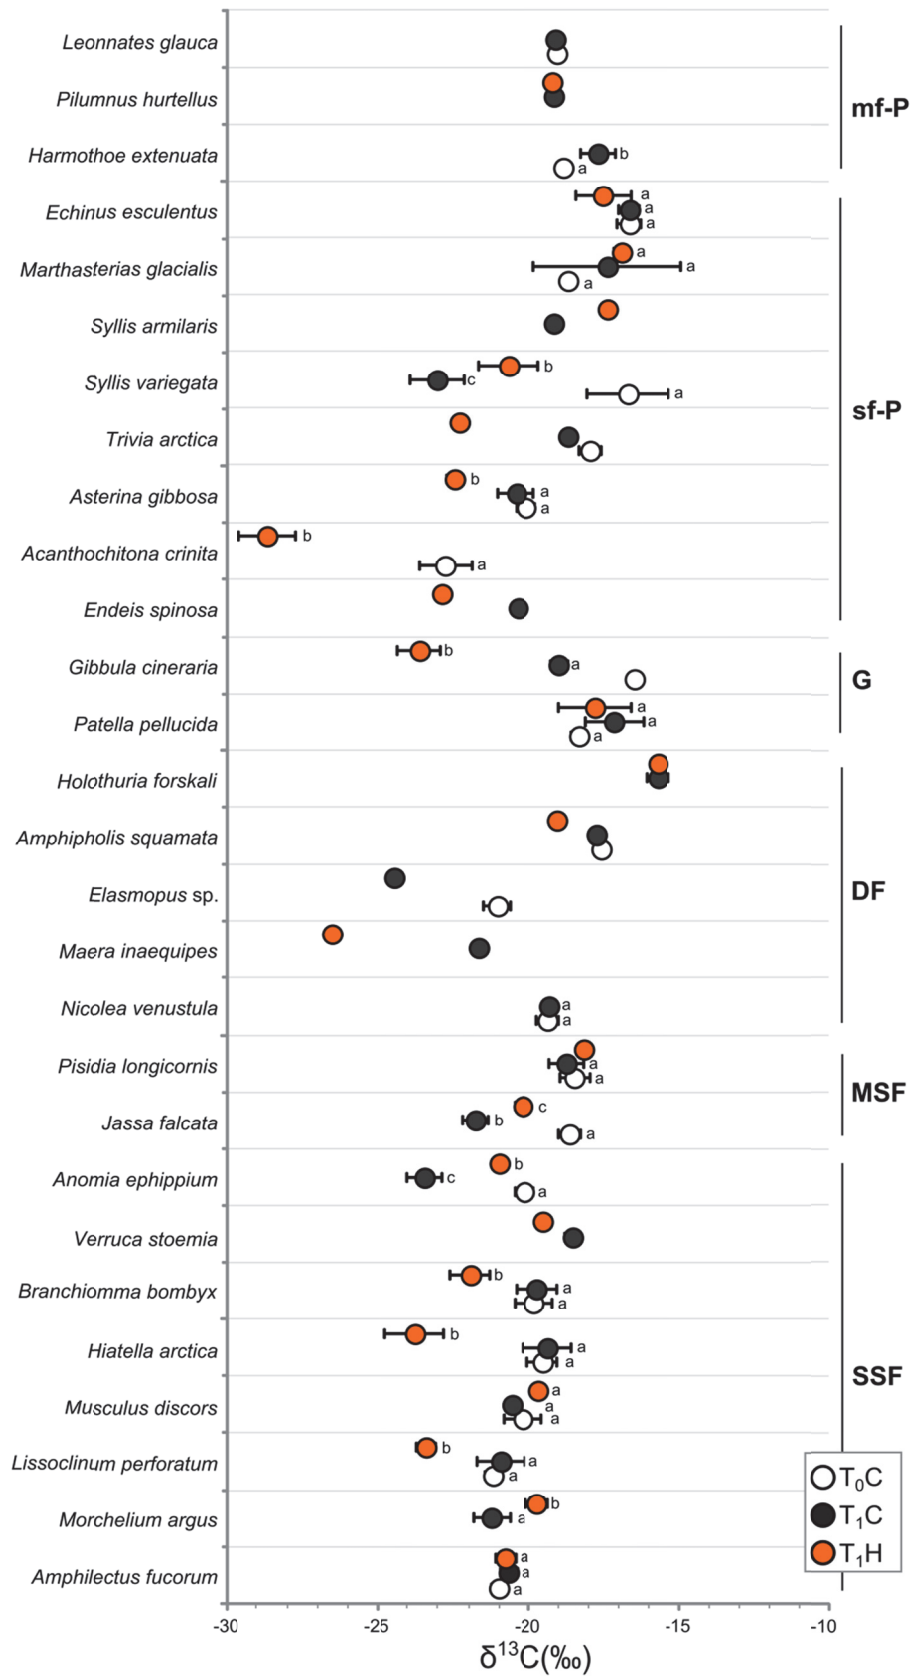 Leonnates glauca
Pilumnus hurtellus
mf-P
Harmothoe extenuata
b
a
Echinus esculentus
a
a
a
Marthasterias glacialis
a
a
a
Syllis armilaris
Syllis variegata
b
c
a
sf-P
Trivia arctica
Asterina gibbosa
b
a
a
Acanthochitona crinita
b
a
Endeis spinosa
Gibbula cineraria
b
a
G
Patella pellucida
a
a
a
Holothuria forskali
Amphipholis squamata
Elasmopus sp.
DF
Maera inaequipes
Nicolea venustula
a
a
Pisidia longicornis
a
a
MSF
Jassa falcata
c
b
a
Anomia ephippium
b
c
a
Verruca stoemia
Branchiomma bombyx
b
a
a
Hiatella arctica
b
a
a
SSF
Musculus discors
a
a
a
Lissoclinum perforatum
b
a
a
Morchelium argus
b
a
Amphilectus fucorum
a
a
a
T₀C
T₁C
T₁H
-30 -25 -20 -15 -10
δ¹³C(‰)